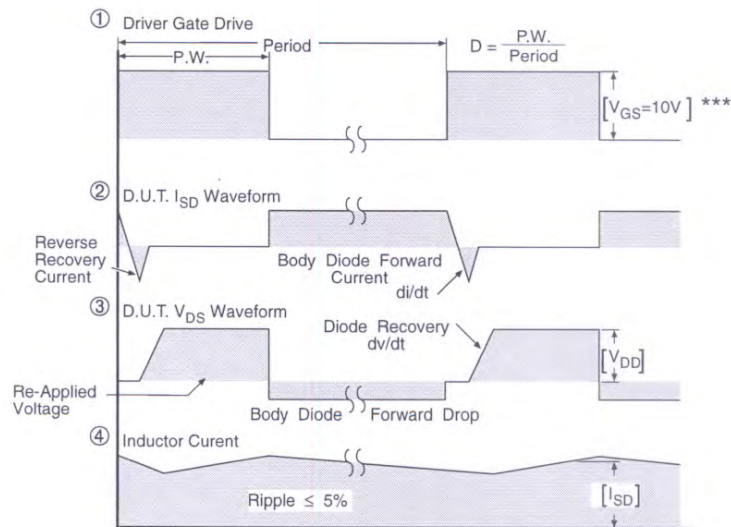 ① Driver Gate Drive
Period
P.W.
D = P.W.
Period
[VGS=10V] ***
② D.U.T. ISD Waveform
Reverse
Recovery
Current
Body Diode Forward
Current
di/dt
③ D.U.T. VDS Waveform
Diode Recovery
dv/dt
[VDD]
Re-Applied
Voltage
Body Diode Forward Drop
④ Inductor Curent
Ripple ≤ 5%
[ISD]